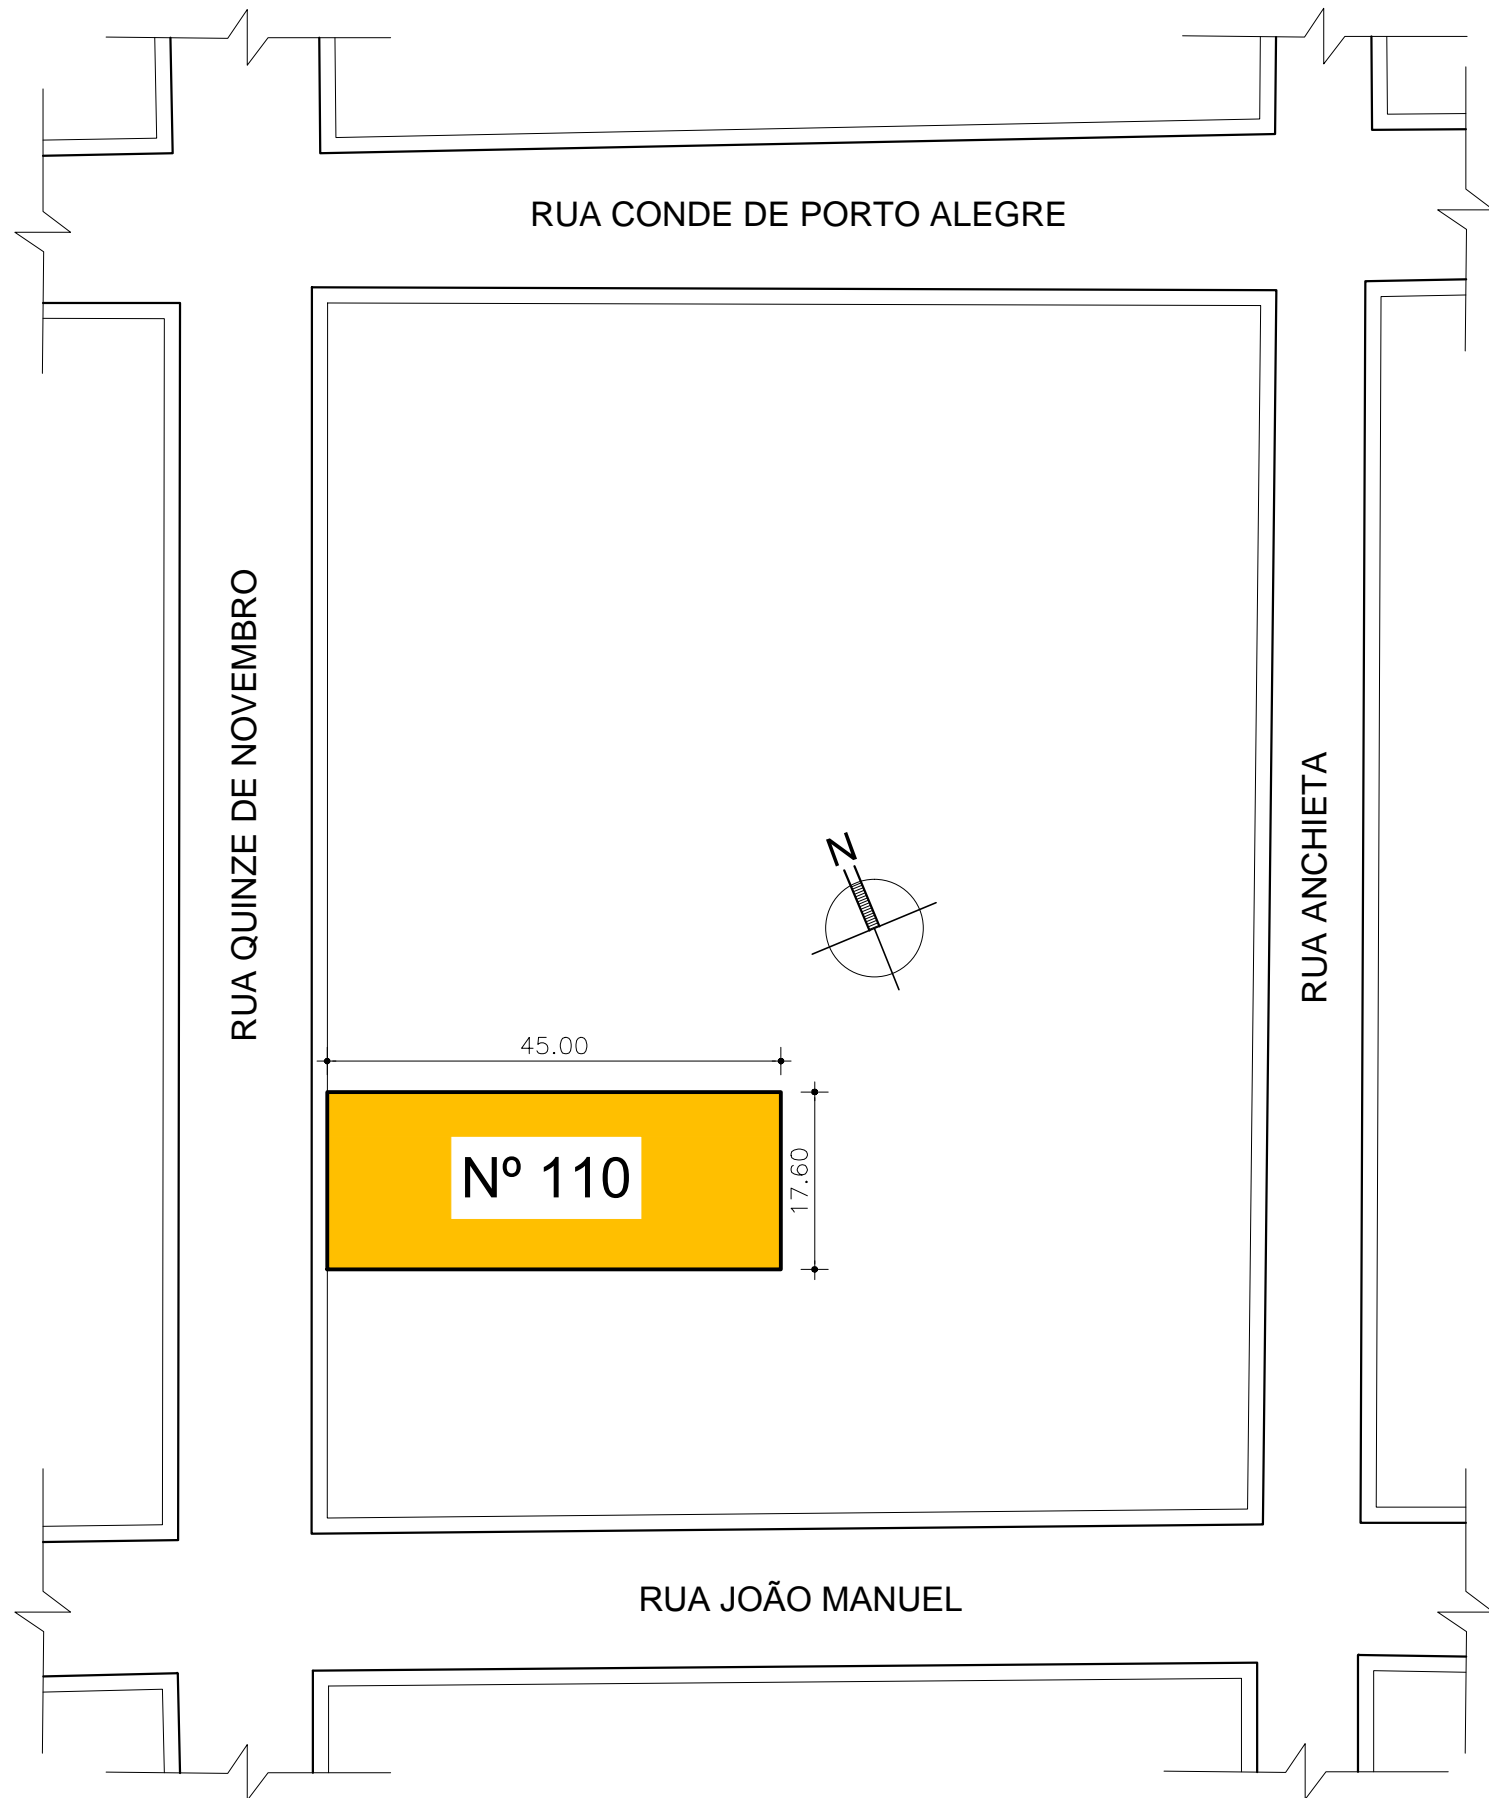 RUA CONDE DE PORTO ALEGRE
RUA QUINZE DE NOVEMBRO
RUA ANCHIETA
N
45.00
Nº 110
17.60
RUA JOÃO MANUEL